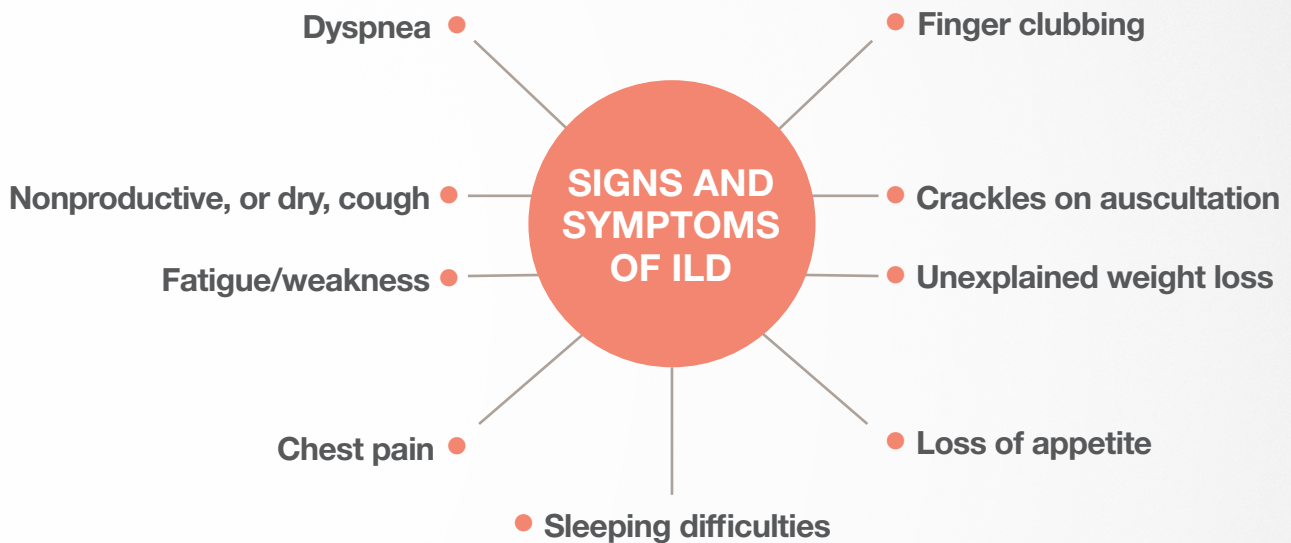 Dyspnea
Finger clubbing
SIGNS AND
SYMPTOMS
OF ILD
Nonproductive, or dry, cough
Crackles on auscultation
Fatigue/weakness
Unexplained weight loss
Chest pain
Loss of appetite
Sleeping difficulties